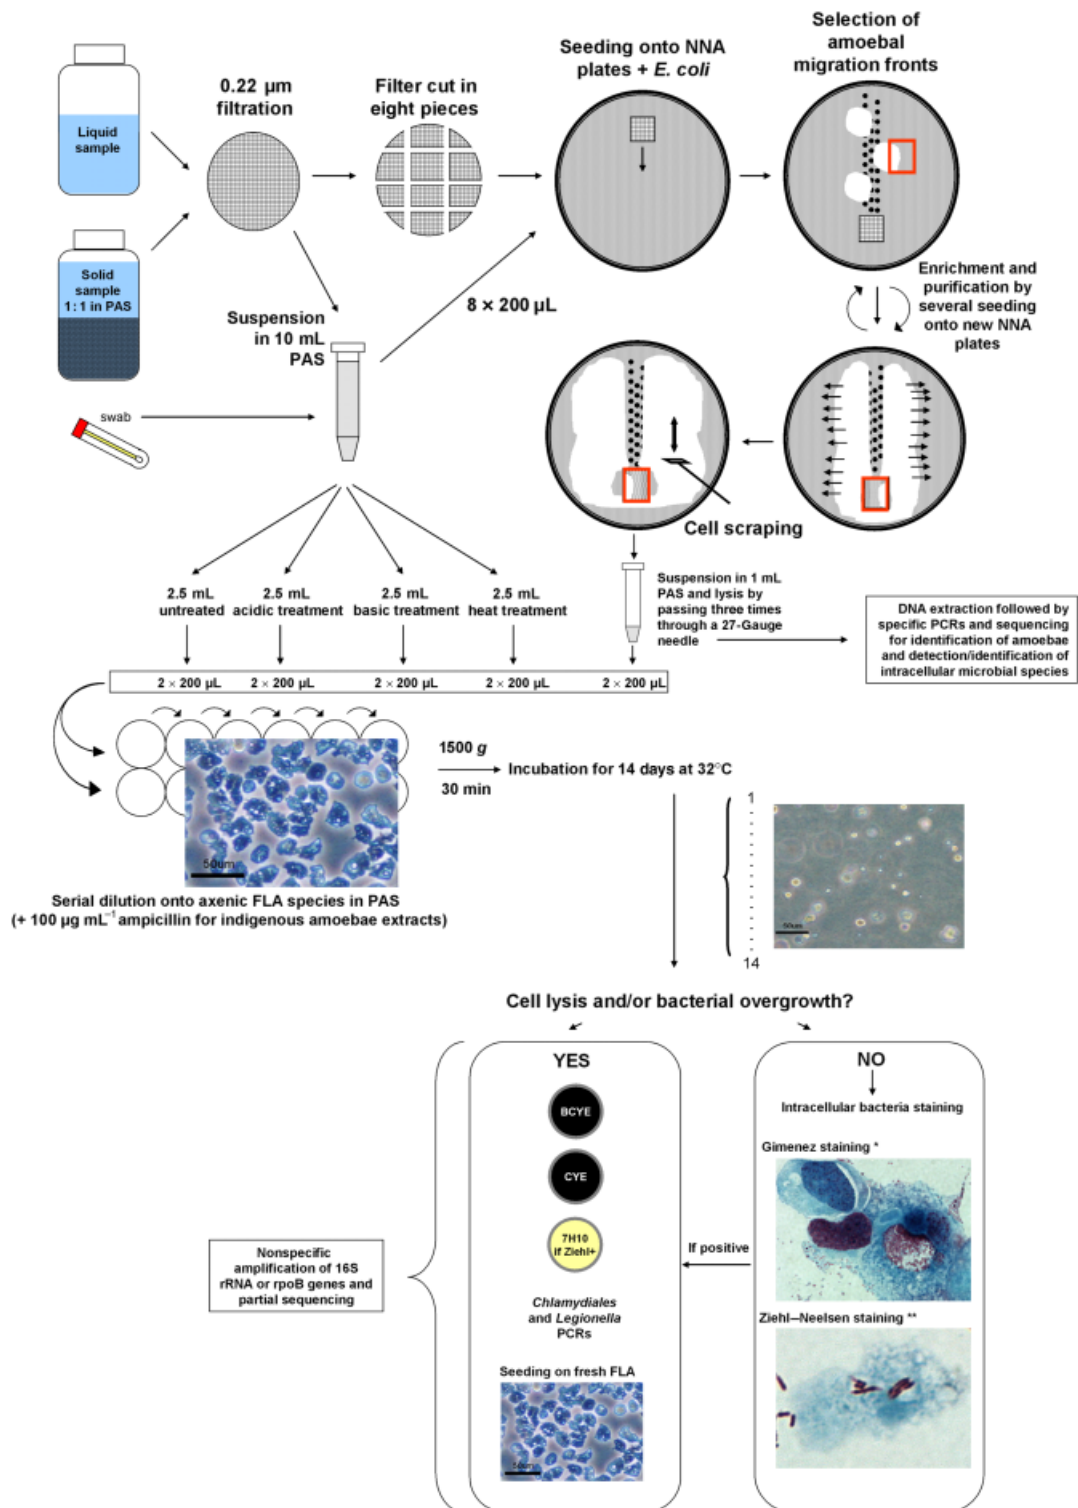 Liquid
sample
0.22 μm
filtration
Filter cut in
eight pieces
Seeding onto NNA
plates + E. coli
Selection of
amoebal
migration fronts
Solid
sample
1 : 1 in PAS
Suspension
in 10 mL
PAS
8 × 200 μL
Enrichment and
purification by
several seeding
onto new NNA
plates
swab
Cell scraping
2.5 mL
untreated
2.5 mL
acidic treatment
2.5 mL
basic treatment
2.5 mL
heat treatment
Suspension in 1 mL
PAS and lysis by
passing three times
through a 27-Gauge
needle
DNA extraction followed by
specific PCRs and sequencing
for identification of amoebae
and detection/identification of
intracellular microbial species
2 × 200 μL
2 × 200 μL
2 × 200 μL
2 × 200 μL
2 × 200 μL
1500 g
30 min
Incubation for 14 days at 32°C
50um
1
50um
14
Serial dilution onto axenic FLA species in PAS
(+ 100 μg mL⁻¹ ampicillin for indigenous amoebae extracts)
Cell lysis and/or bacterial overgrowth?
YES
BCYE
CYE
7H10
if Ziehl+
Chlamydiales
and Legionella
PCRs
Seeding on fresh FLA
50um
NO
Intracellular bacteria staining
Gimenez staining *
If positive
Ziehl–Neelsen staining **
Nonspecific
amplification of 16S
rRNA or rpoB genes and
partial sequencing